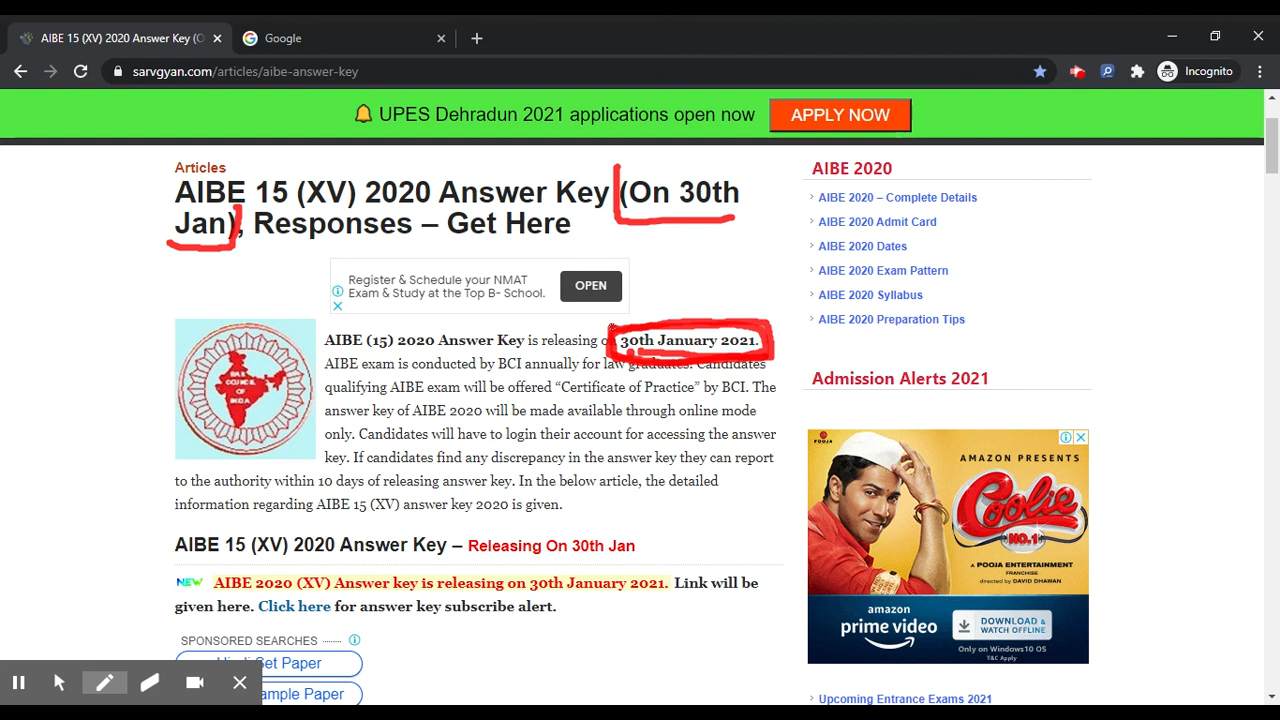 AIBE 15 (XV) 2020 Answer Key (O
Google
sarvgyan.com/articles/aibe-answer-key
Incognito
UPES Dehradun 2021 applications open now
APPLY NOW
Articles
AIBE 15 (XV) 2020 Answer Key (On 30th
Jan), Responses – Get Here
Register & Schedule your NMAT
Exam & Study at the Top B- School.
OPEN
BAR
COUNCIL
OF
INDIA
AIBE (15) 2020 Answer Key is releasing on 30th January 2021.
AIBE exam is conducted by BCI annually for law graduates. Candidates
qualifying AIBE exam will be offered “Certificate of Practice” by BCI. The
answer key of AIBE 2020 will be made available through online mode
only. Candidates will have to login their account for accessing the answer
key. If candidates find any discrepancy in the answer key they can report
to the authority within 10 days of releasing answer key. In the below article, the detailed
information regarding AIBE 15 (XV) answer key 2020 is given.
AIBE 15 (XV) 2020 Answer Key – Releasing On 30th Jan
NEW AIBE 2020 (XV) Answer key is releasing on 30th January 2021. Link will be
given here. Click here for answer key subscribe alert.
SPONSORED SEARCHES
Set Paper
ample Paper
AIBE 2020
AIBE 2020 – Complete Details
AIBE 2020 Admit Card
AIBE 2020 Dates
AIBE 2020 Exam Pattern
AIBE 2020 Syllabus
AIBE 2020 Preparation Tips
Admission Alerts 2021
POOJA
AMAZON PRESENTS
Coolie
NO.1
A POOJA ENTERTAINMENT
FRANCHISE
directed by DAVID DHAWAN
amazon
prime video
DOWNLOAD &
WATCH OFFLINE
Only on Windows10 OS
T&C Apply
Upcoming Entrance Exams 2021